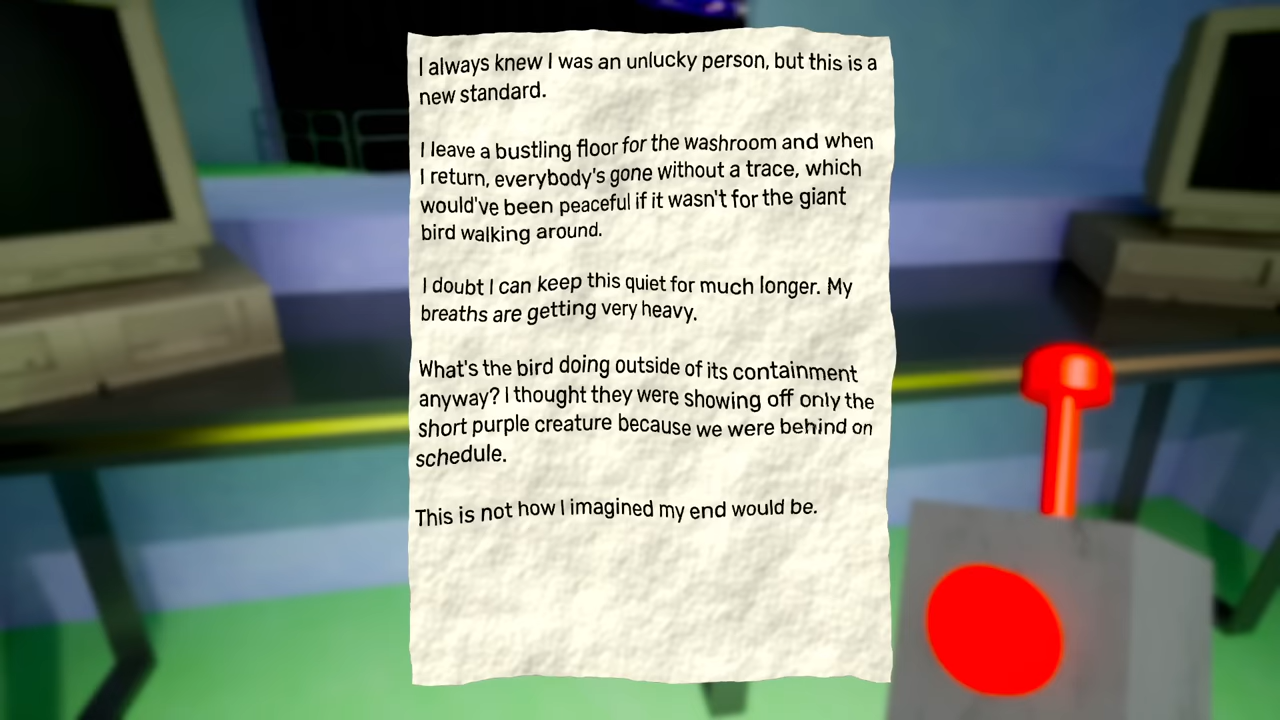 I always knew I was an unlucky person, but this is a
new standard.
I leave a bustling floor for the washroom and when
I return, everybody's gone without a trace, which
would've been peaceful if it wasn't for the giant
bird walking around.
I doubt I can keep this quiet for much longer. My
breaths are getting very heavy.
What's the bird doing outside of its containment
anyway? I thought they were showing off only the
short purple creature because we were behind on
schedule.
This is not how I imagined my end would be.